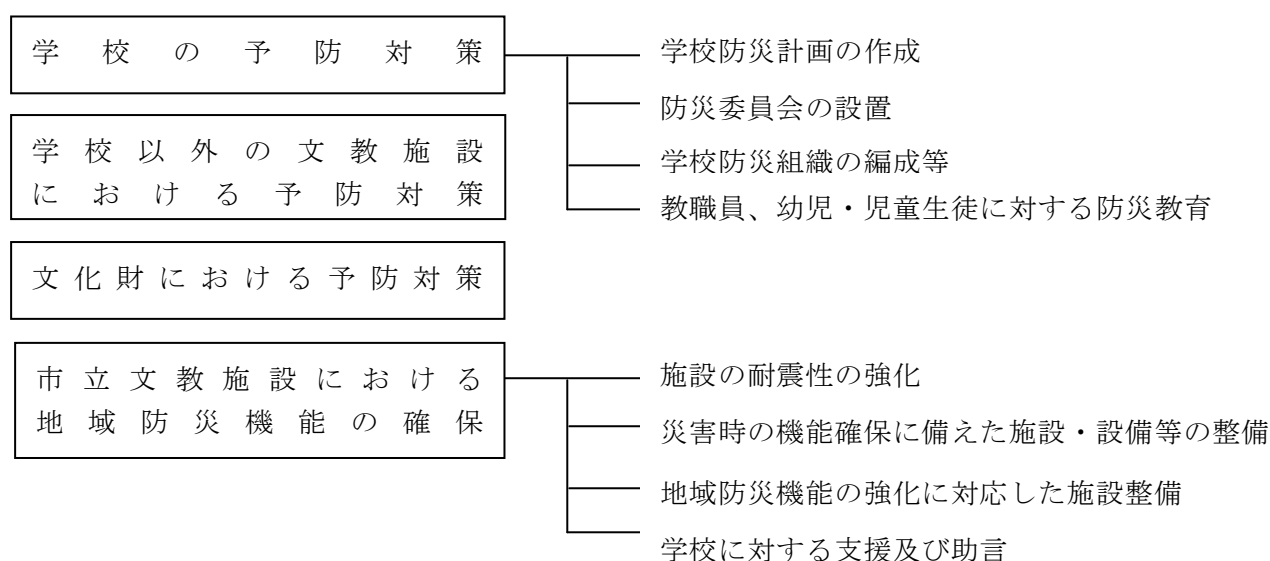 学校の予防対策
学校防災計画の作成
防災委員会の設置
学校防災組織の編成等
教職員、幼児・児童生徒に対する防災教育
学校以外の文教施設
における予防対策
文化財における予防対策
市立文教施設における
地域防災機能の確保
施設の耐震性の強化
災害時の機能確保に備えた施設・設備等の整備
地域防災機能の強化に対応した施設整備
学校に対する支援及び助言